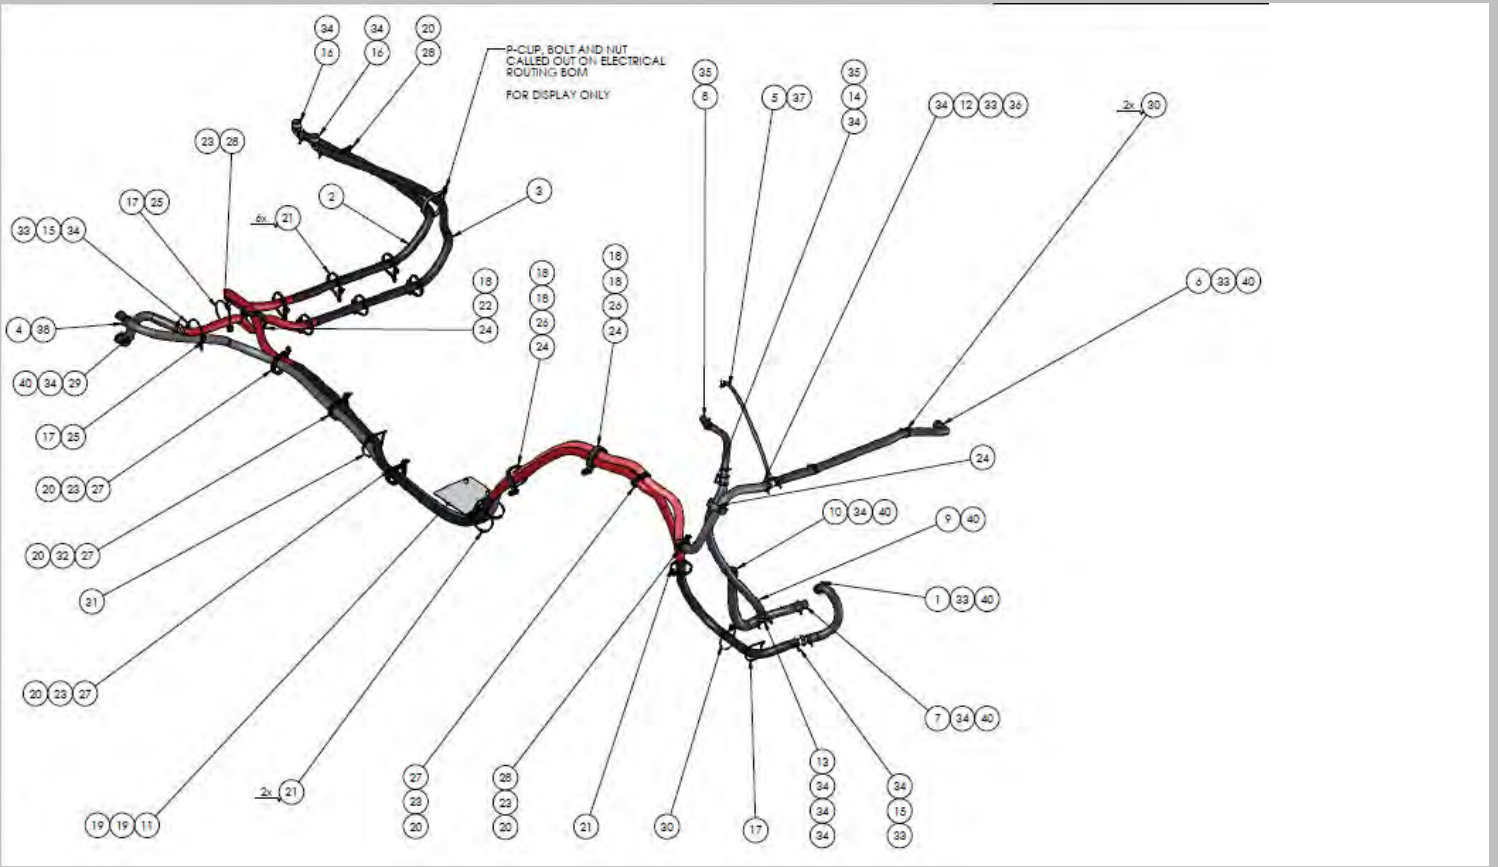 34 34 20
16 16 28
P-CLIP, BOLT AND NUT
CALLED OUT ON ELECTRICAL
ROUTING BOM
FOR DISPLAY ONLY
35
8
5 37
35
14
34
34 12 33 36
2x 30
23 28
2
3
17 25
6x 21
33 15 34
18
22
24
18
18
26
24
18
18
26
24
6 33 40
4 38
40 34 29
17 25
24
20 23 27
10 34 40
9 40
20 32 27
31
1 33 40
20 23 27
7 34 40
2x 21
19 19 11
27
23
20
28
23
20
21
30
17
13
34
34
34
34
15
33